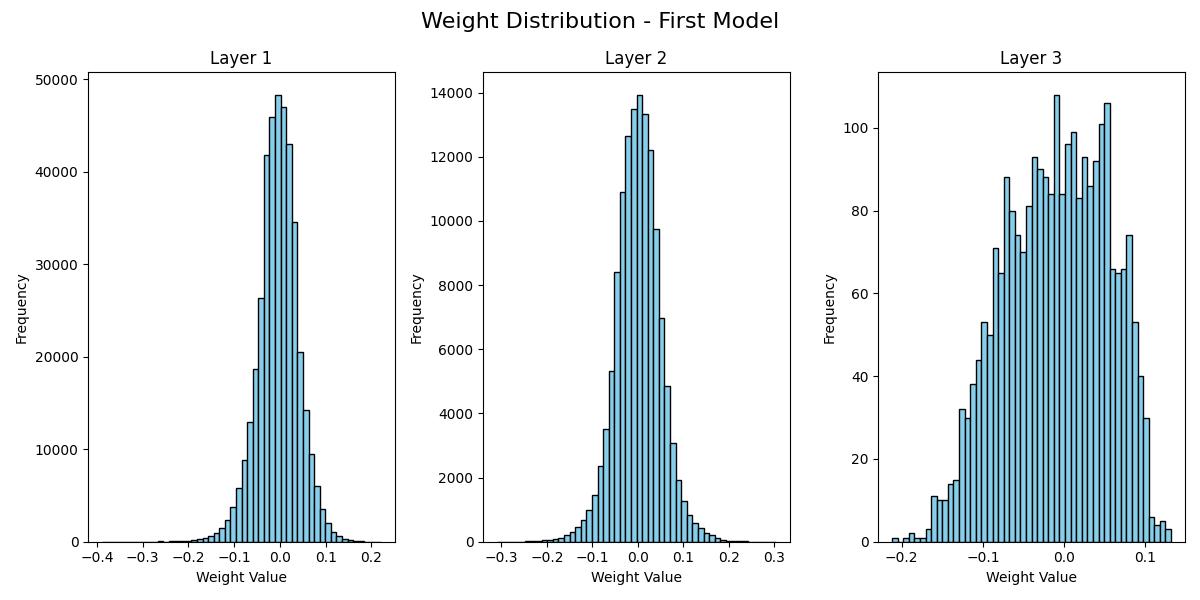 Weight Distribution - First Model
Layer 1
Frequency
50000
40000
30000
20000
10000
0
−0.4 −0.3 −0.2 −0.1 0.0 0.1 0.2
Weight Value
Layer 2
Frequency
14000
12000
10000
8000
6000
4000
2000
0
−0.3 −0.2 −0.1 0.0 0.1 0.2 0.3
Weight Value
Layer 3
Frequency
100
80
60
40
20
0
−0.2 −0.1 0.0 0.1
Weight Value